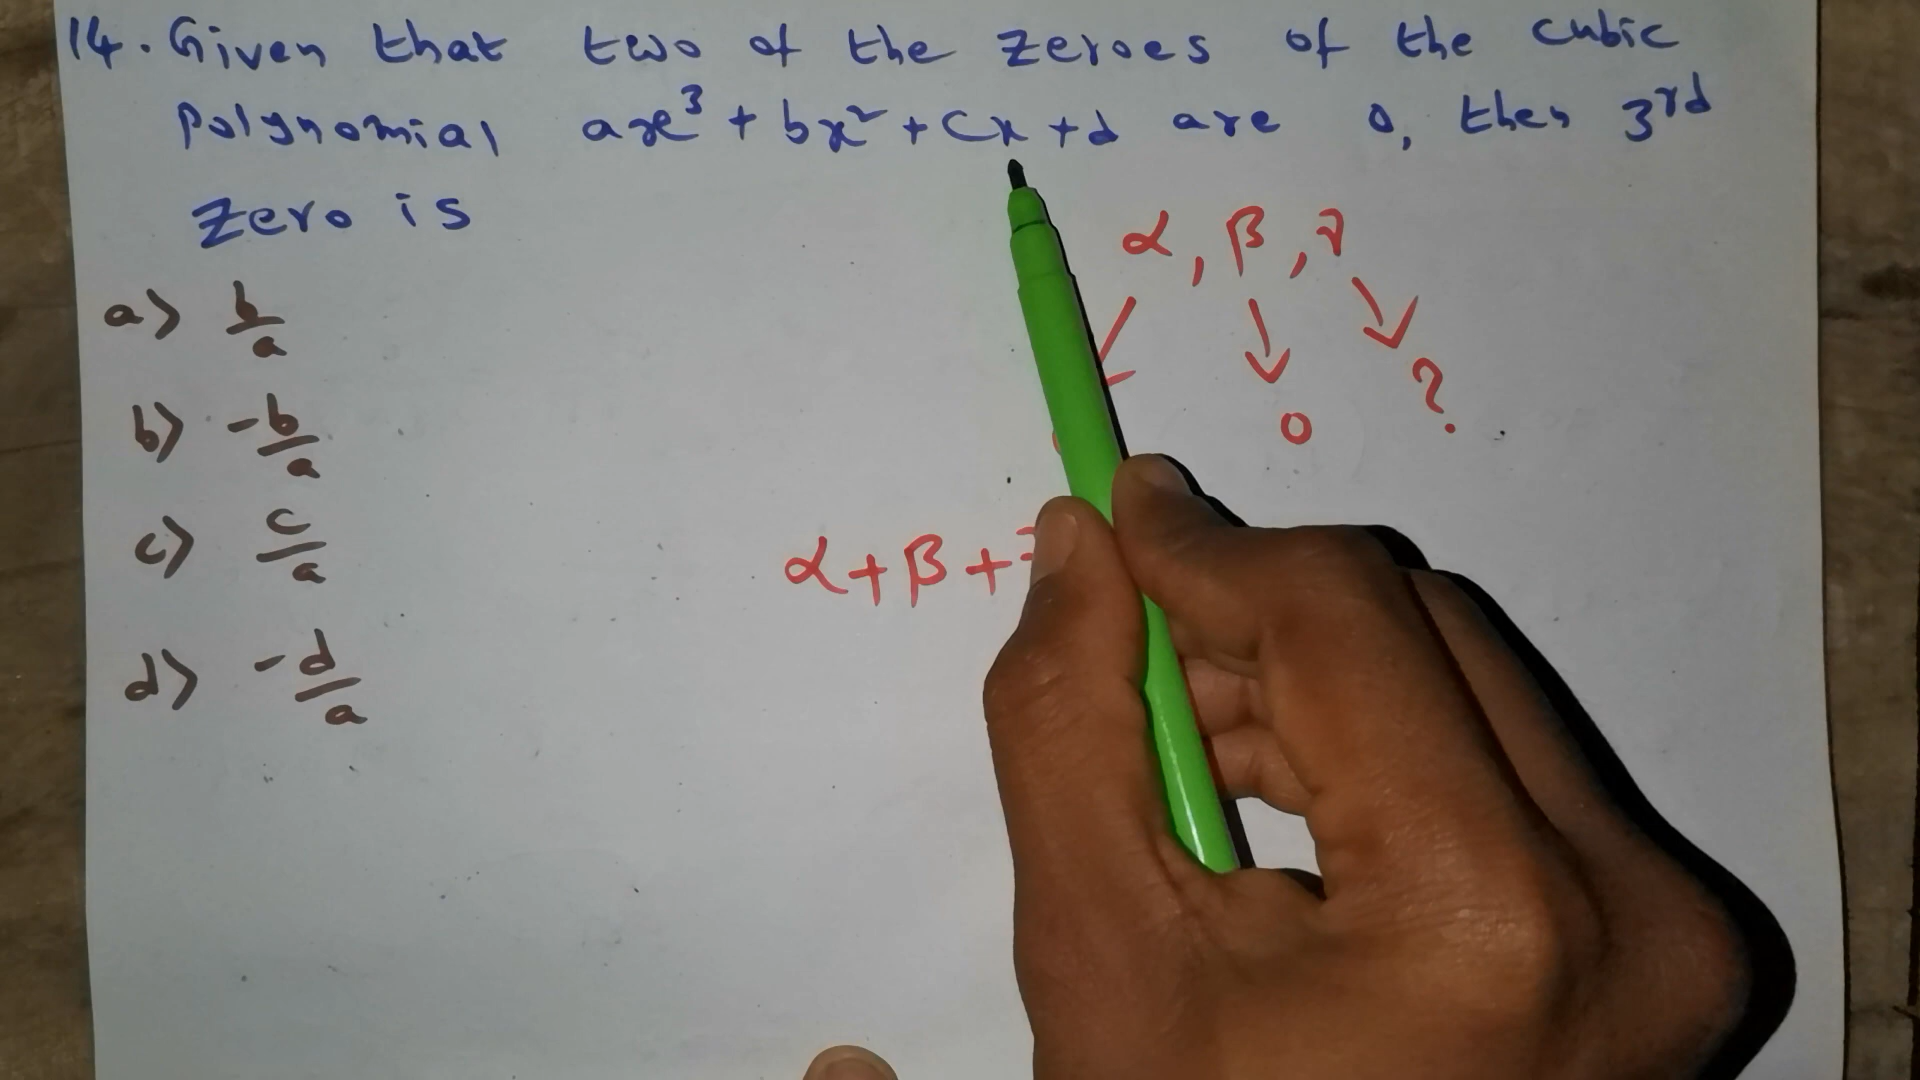 14. Given that two of the zeroes of the cubic
Polynomial ax³ + bx² + cx + d are 0, then 3rd
zero is
α, β, γ
a) b/a
?
b) -b/a
0
c) c/a
α + β +
d) -d/a